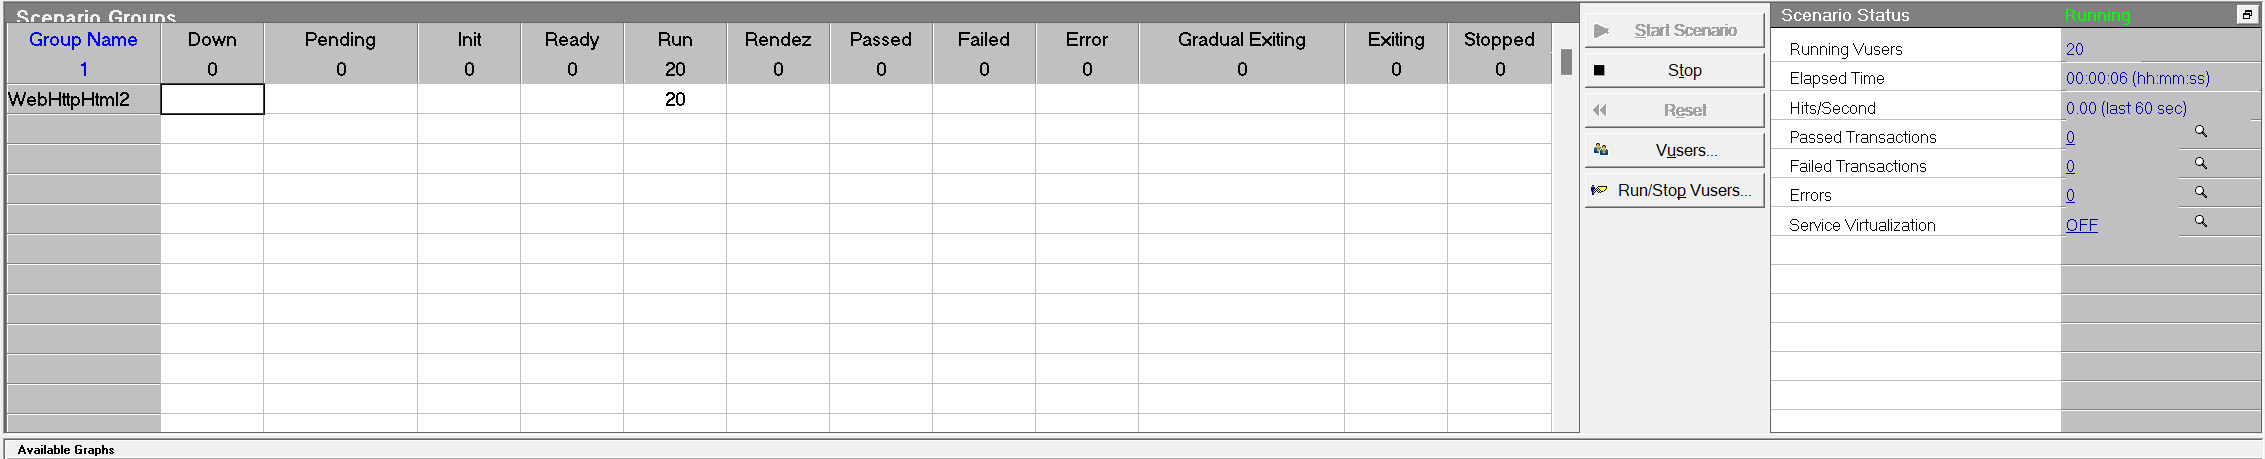 Scenario Groups
Group Name Down Pending Init Ready Run Rendez Passed Failed Error Gradual Exiting Exiting Stopped
1 0 0 0 0 20 0 0 0 0 0 0 0
WebHttpHtml2 20
Start Scenario
Stop
Reset
Vusers...
Run/Stop Vusers...
Scenario Status Running
Running Vusers 20
Elapsed Time 00:00:06 (hh:mm:ss)
Hits/Second 0.00 (last 60 sec)
Passed Transactions 0
Failed Transactions 0
Errors 0
Service Virtualization OFF
Available Graphs